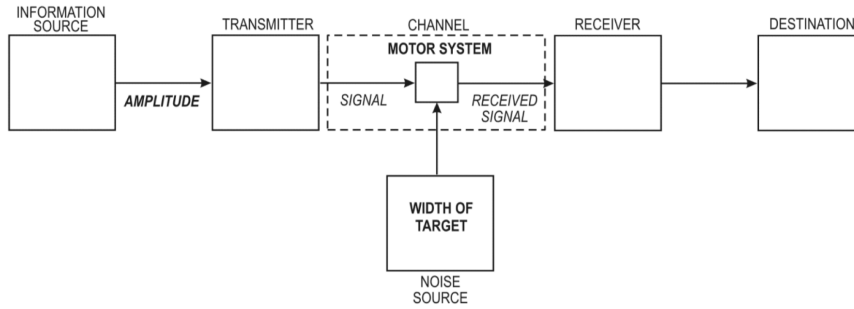 INFORMATION
SOURCE
TRANSMITTER
CHANNEL
RECEIVER
DESTINATION
MOTOR SYSTEM
AMPLITUDE
SIGNAL
RECEIVED
SIGNAL
WIDTH OF
TARGET
NOISE
SOURCE